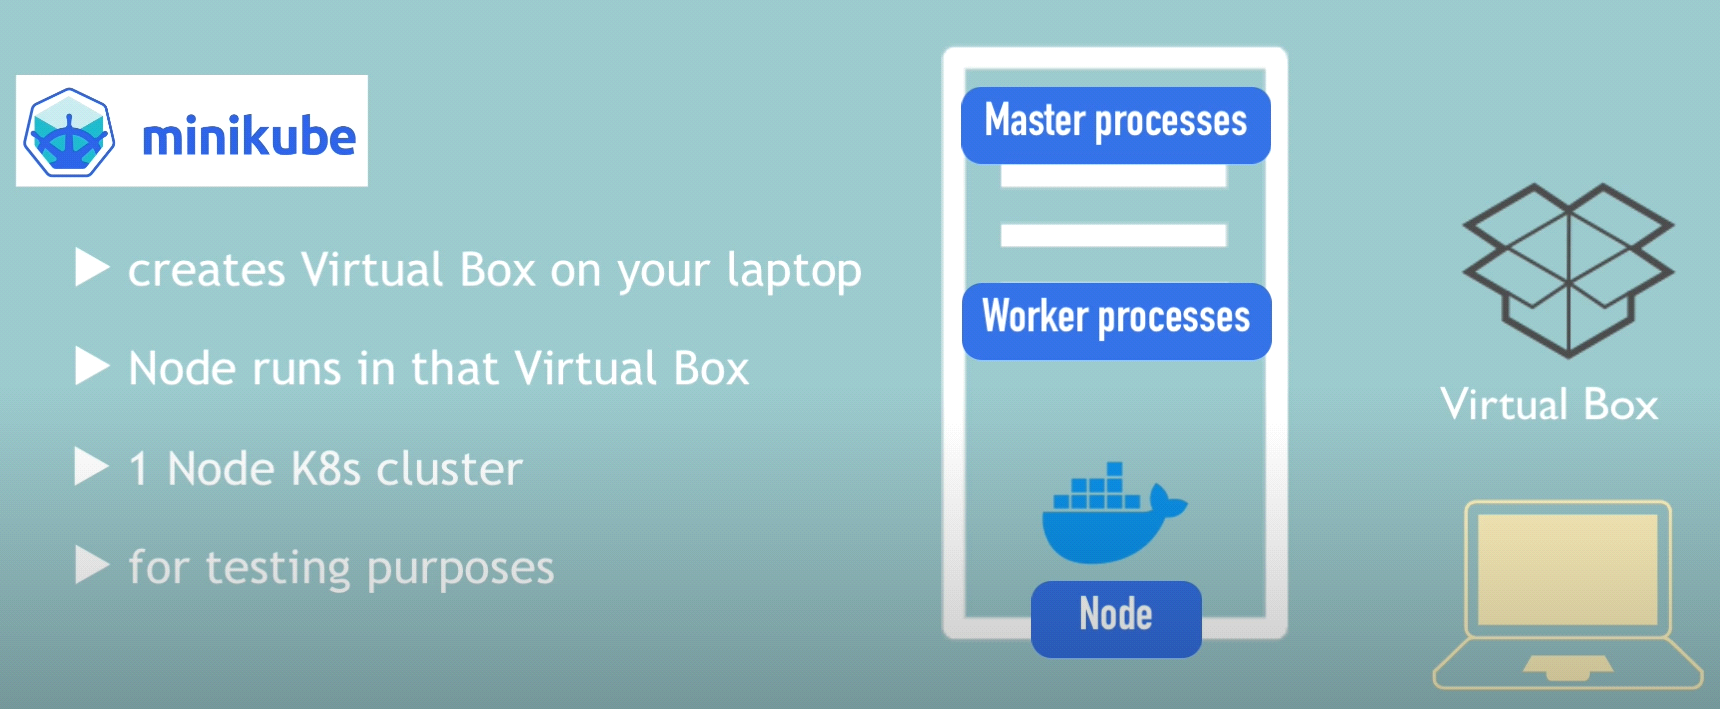 minikube
creates Virtual Box on your laptop
Node runs in that Virtual Box
1 Node K8s cluster
for testing purposes
Master processes
Worker processes
Node
Virtual Box